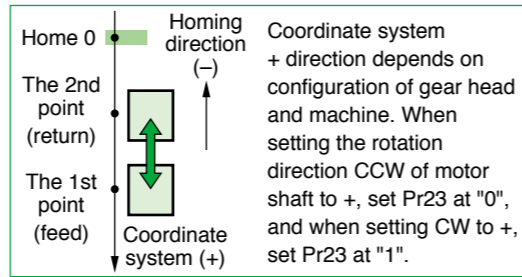 Home 0
The 2nd
point
(return)
The 1st
point
(feed)
Homing
direction
(–)
Coordinate
system (+)
Coordinate system
+ direction depends on
configuration of gear head
and machine. When
setting the rotation
direction CCW of motor
shaft to +, set Pr23 at "0",
and when setting CW to +,
set Pr23 at "1".